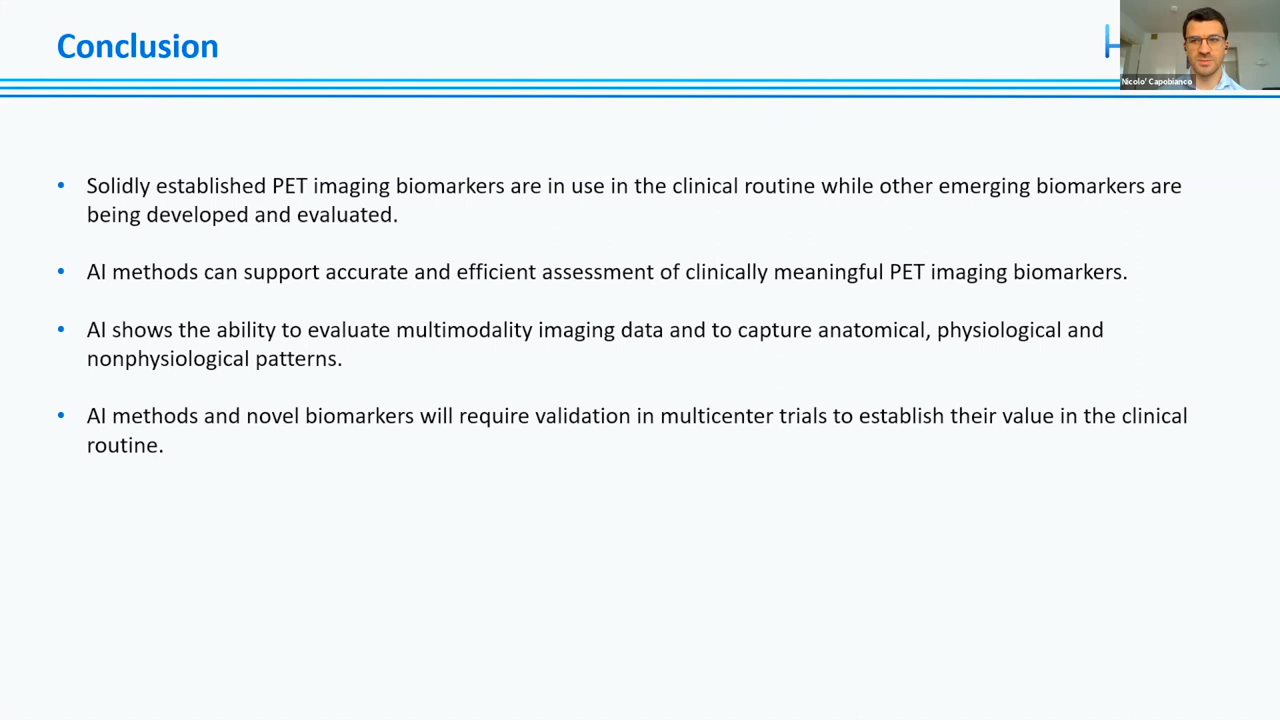 Conclusion
H
Nicolo' Capobianco
• Solidly established PET imaging biomarkers are in use in the clinical routine while other emerging biomarkers are
being developed and evaluated.
• AI methods can support accurate and efficient assessment of clinically meaningful PET imaging biomarkers.
• AI shows the ability to evaluate multimodality imaging data and to capture anatomical, physiological and
nonphysiological patterns.
• AI methods and novel biomarkers will require validation in multicenter trials to establish their value in the clinical
routine.